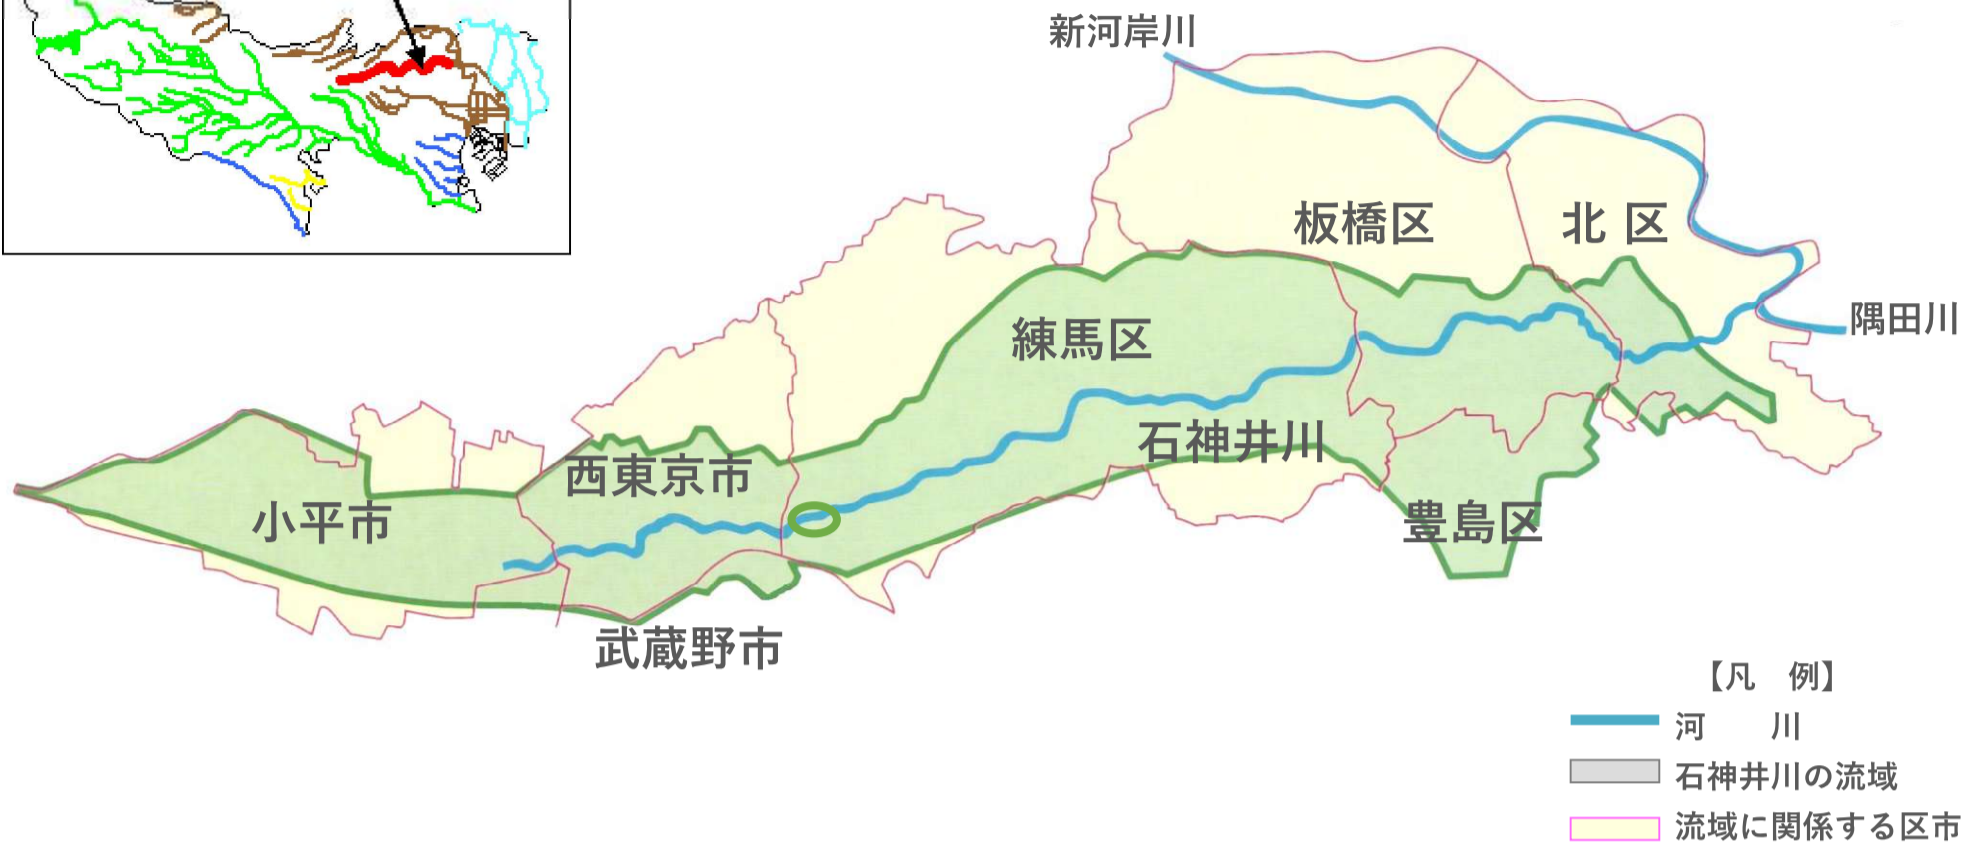 新河岸川
板橋区
北 区
隅田川
練馬区
石神井川
西東京市
小平市
豊島区
武蔵野市
【凡　例】
河　　川
石神井川の流域
流域に関係する区市